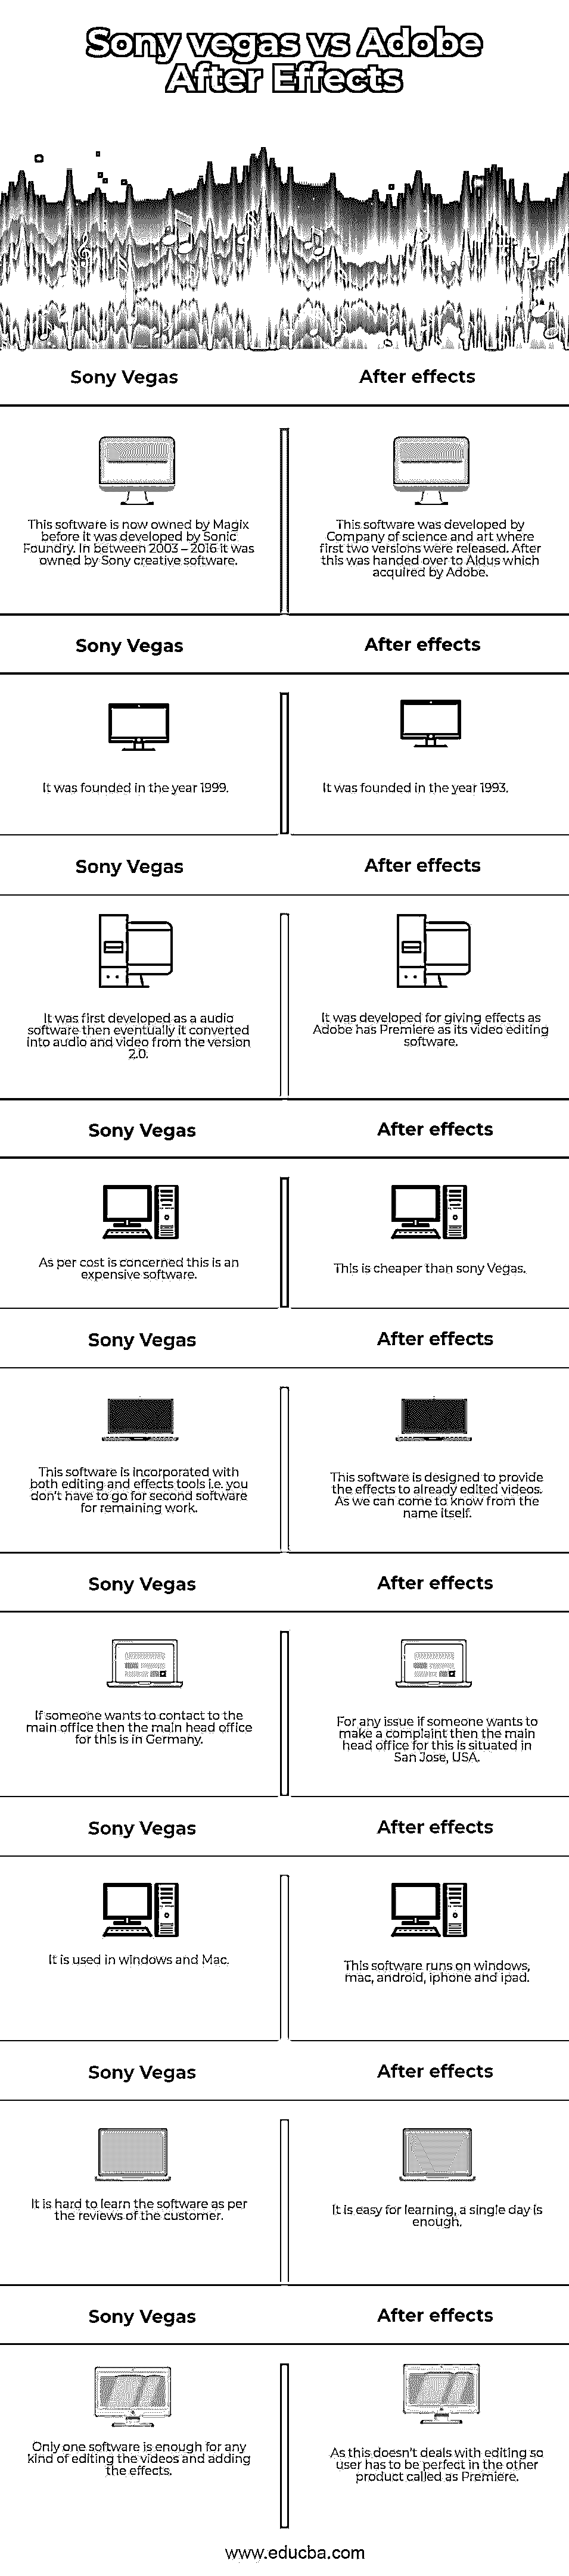 Sony vegas vs Adobe
After Effects
Sony Vegas
After effects
This software is now owned by Magix
before it was developed by Sonic
Foundry. In between 2003 – 2016 it was
owned by Sony creative software.
This software was developed by
Company of science and art where
first two versions were released. After
this was handed over to Aldus which
acquired by Adobe.
Sony Vegas
After effects
It was founded in the year 1999.
It was founded in the year 1993.
Sony Vegas
After effects
It was first developed as a audio
software then eventually it converted
into audio and video from the version
2.0.
It was developed for giving effects as
Adobe has Premiere as its video editing
software.
Sony Vegas
After effects
As per cost is concerned this is an
expensive software.
This is cheaper than sony Vegas.
Sony Vegas
After effects
This software is incorporated with
both editing and effects tools i.e. you
don't have to go for second software
for remaining work.
This software is designed to provide
the effects to already edited videos.
As we can come to know from the
name itself.
Sony Vegas
After effects
If someone wants to contact to the
main office then the main head office
for this is in Germany.
For any issue if someone wants to
make a complaint then the main
head office for this is situated in
San Jose, USA.
Sony Vegas
After effects
It is used in windows and Mac.
This software runs on windows,
mac, android, iphone and ipad.
Sony Vegas
After effects
It is hard to learn the software as per
the reviews of the customer.
It is easy for learning, a single day is
enough.
Sony Vegas
After effects
Only one software is enough for any
kind of editing the videos and adding
the effects.
As this doesn't deals with editing so
user has to be perfect in the other
product called as Premiere.
www.educba.com